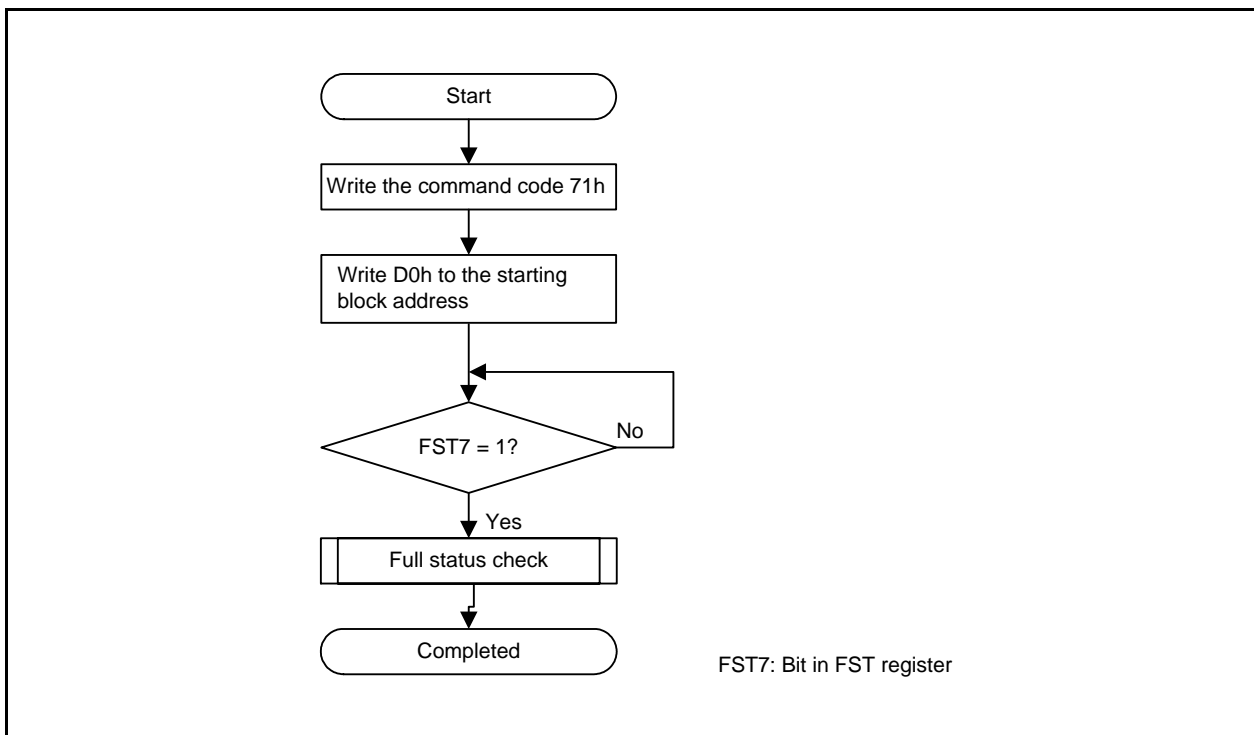 Start
Write the command code 71h
Write D0h to the starting
block address
No
FST7 = 1?
Yes
Full status check
Completed
FST7: Bit in FST register